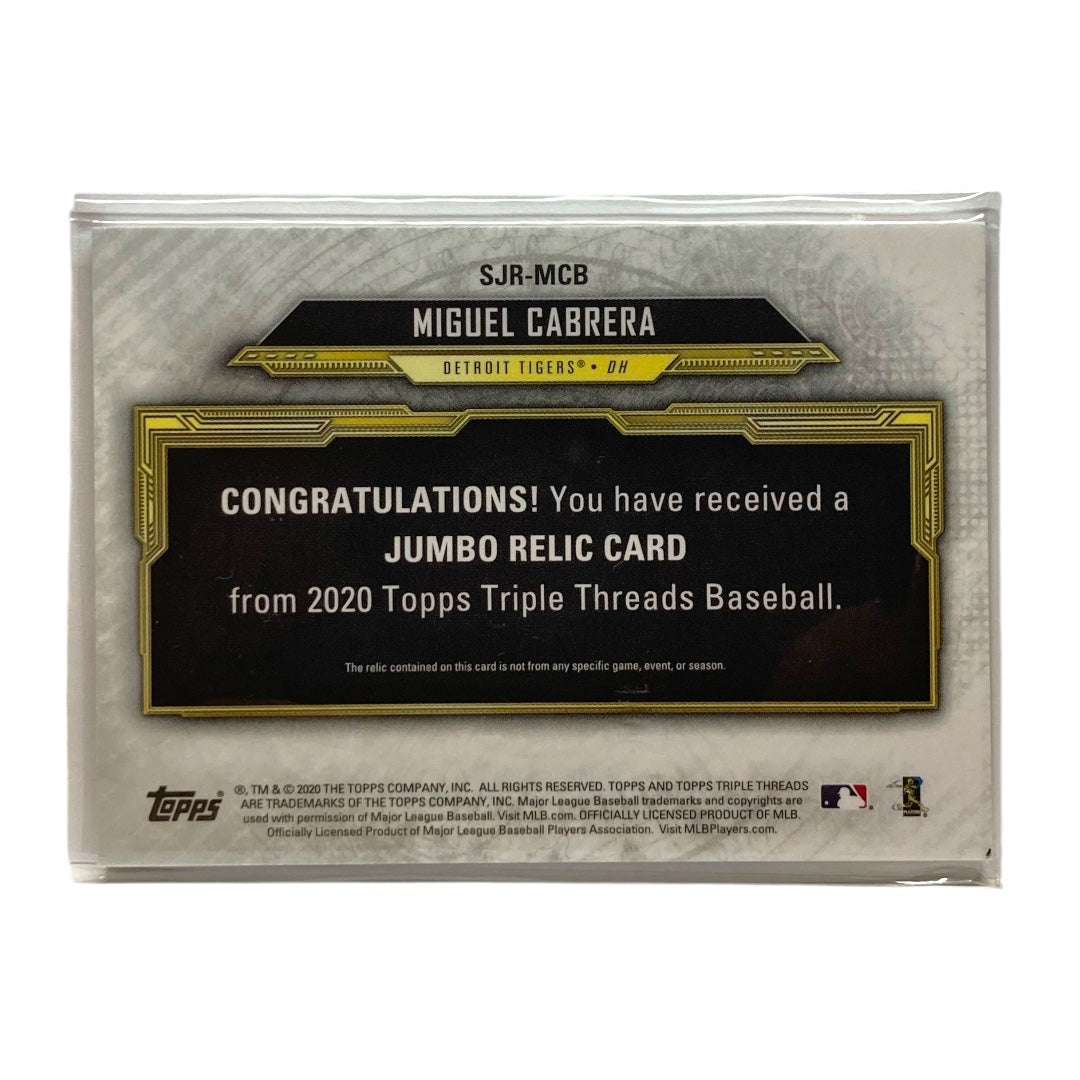 SJR-MCB
MIGUEL CABRERA
DETROIT TIGERS® • DH
CONGRATULATIONS! You have received a
JUMBO RELIC CARD
from 2020 Topps Triple Threads Baseball.
The relic contained on this card is not from any specific game, event, or season.
topps®
®, TM & © 2020 THE TOPPS COMPANY, INC. ALL RIGHTS RESERVED. TOPPS AND TOPPS TRIPLE THREADS
ARE TRADEMARKS OF THE TOPPS COMPANY, INC. Major League Baseball trademarks and copyrights are
used with permission of Major League Baseball. Visit MLB.com. OFFICIALLY LICENSED PRODUCT OF MLB.
Officially Licensed Product of Major League Baseball Players Association. Visit MLBPlayers.com.